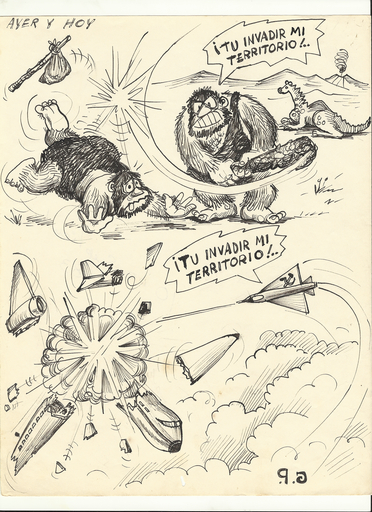 AYER Y HOY
¡TU INVADIR MI
TERRITORIO!..
¡TU INVADIR MI
TERRITORIO!..
G.P.